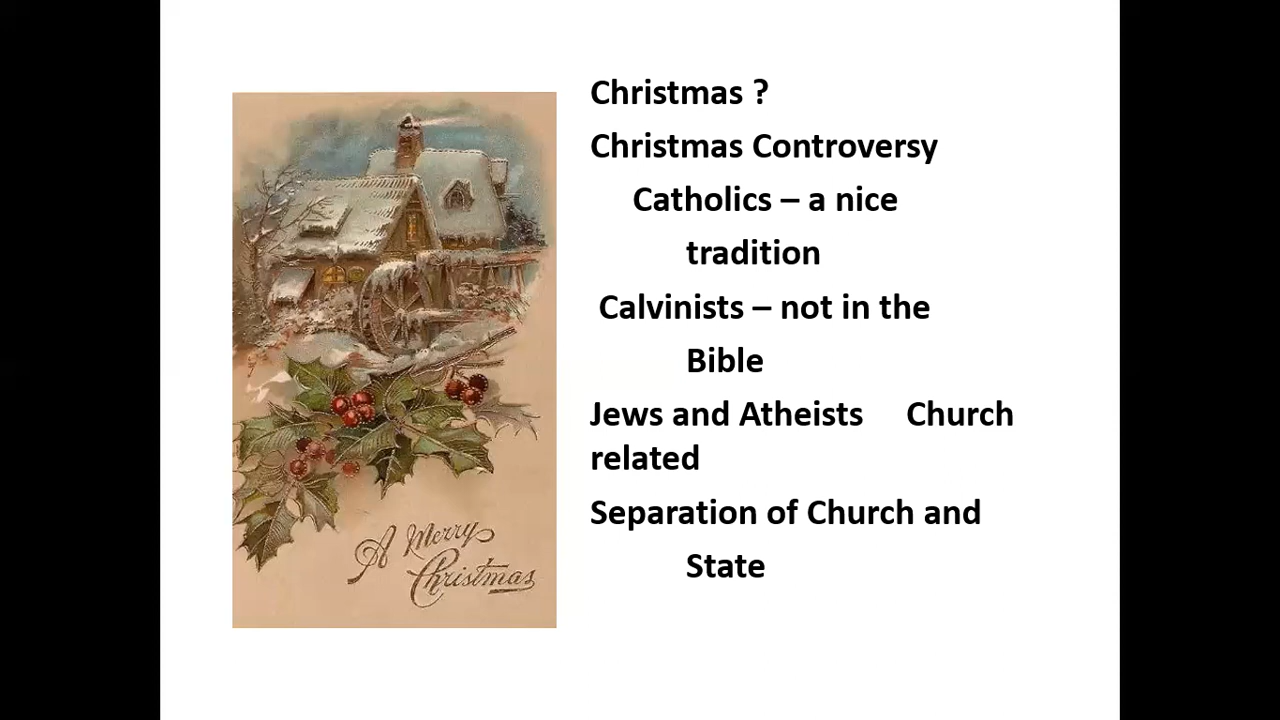 Christmas ?
Christmas Controversy
Catholics – a nice
tradition
Calvinists – not in the
Bible
Jews and Atheists Church
related
Separation of Church and
State
A Merry
Christmas